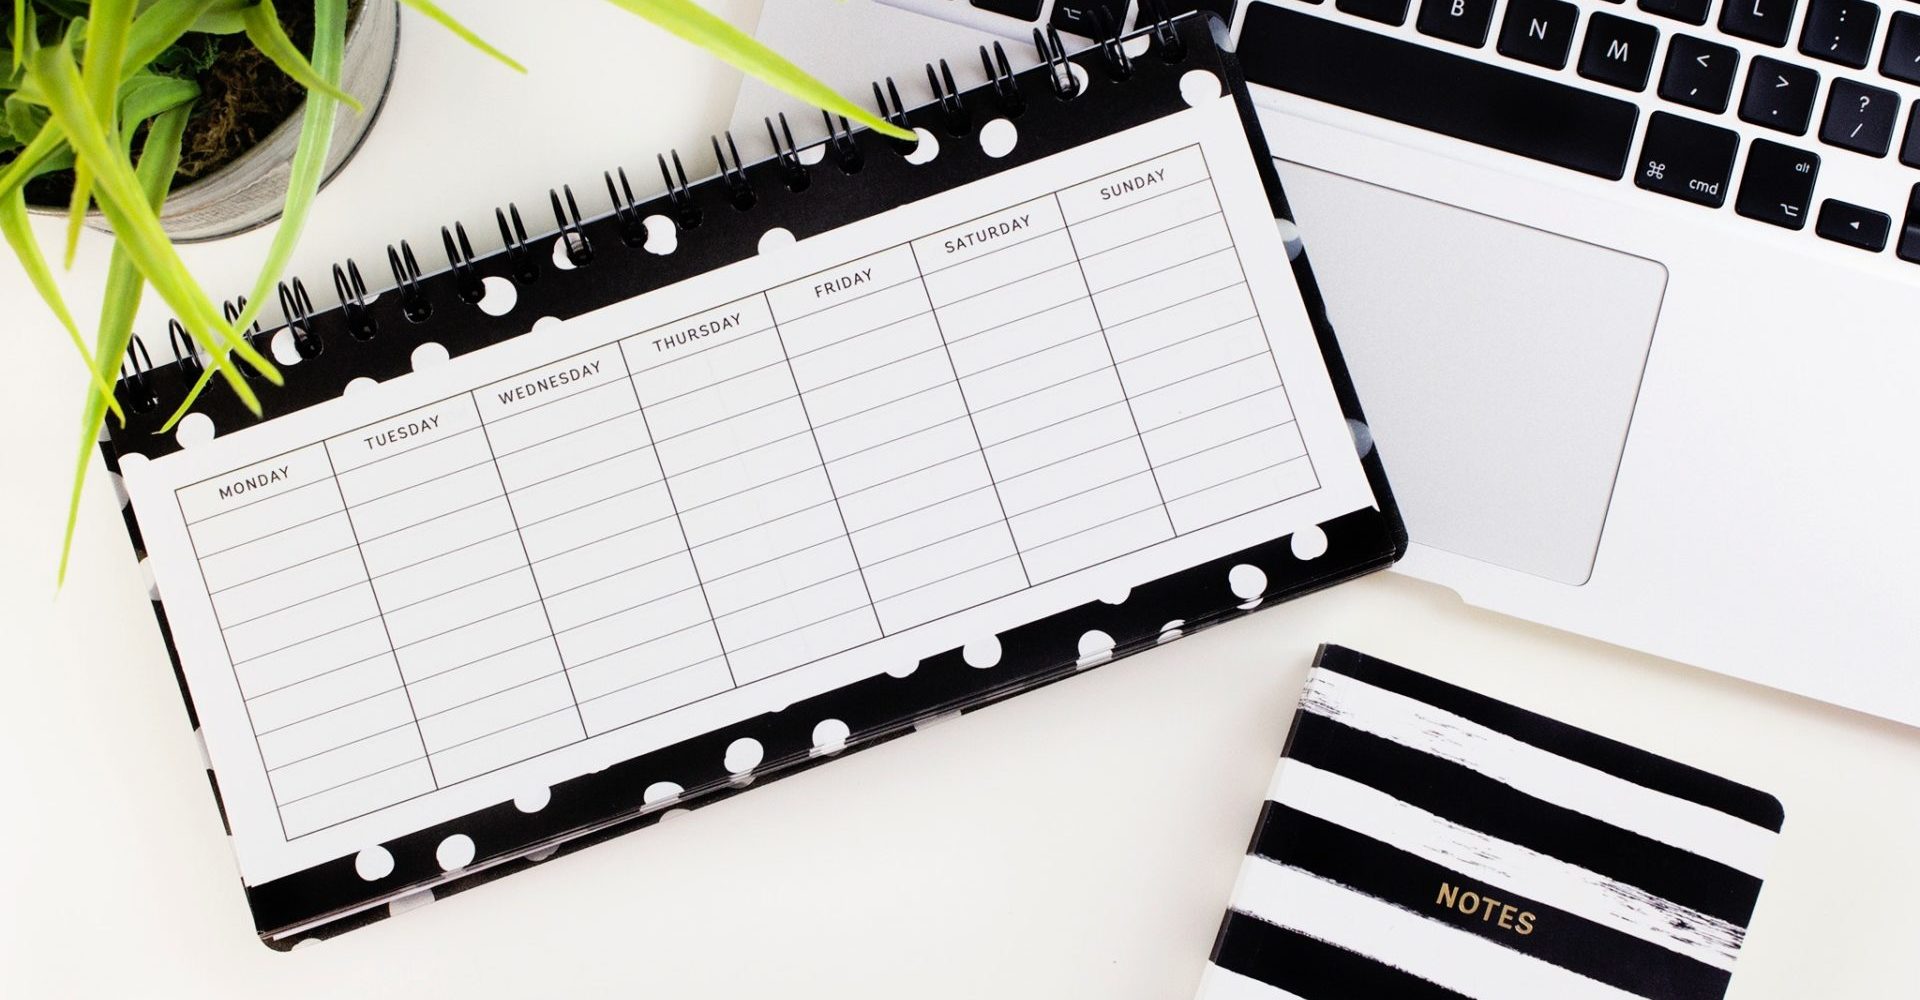 B N M L : ;
< , > . ? /
⌘ cmd alt ⌥
MONDAY TUESDAY WEDNESDAY THURSDAY FRIDAY SATURDAY SUNDAY
NOTES